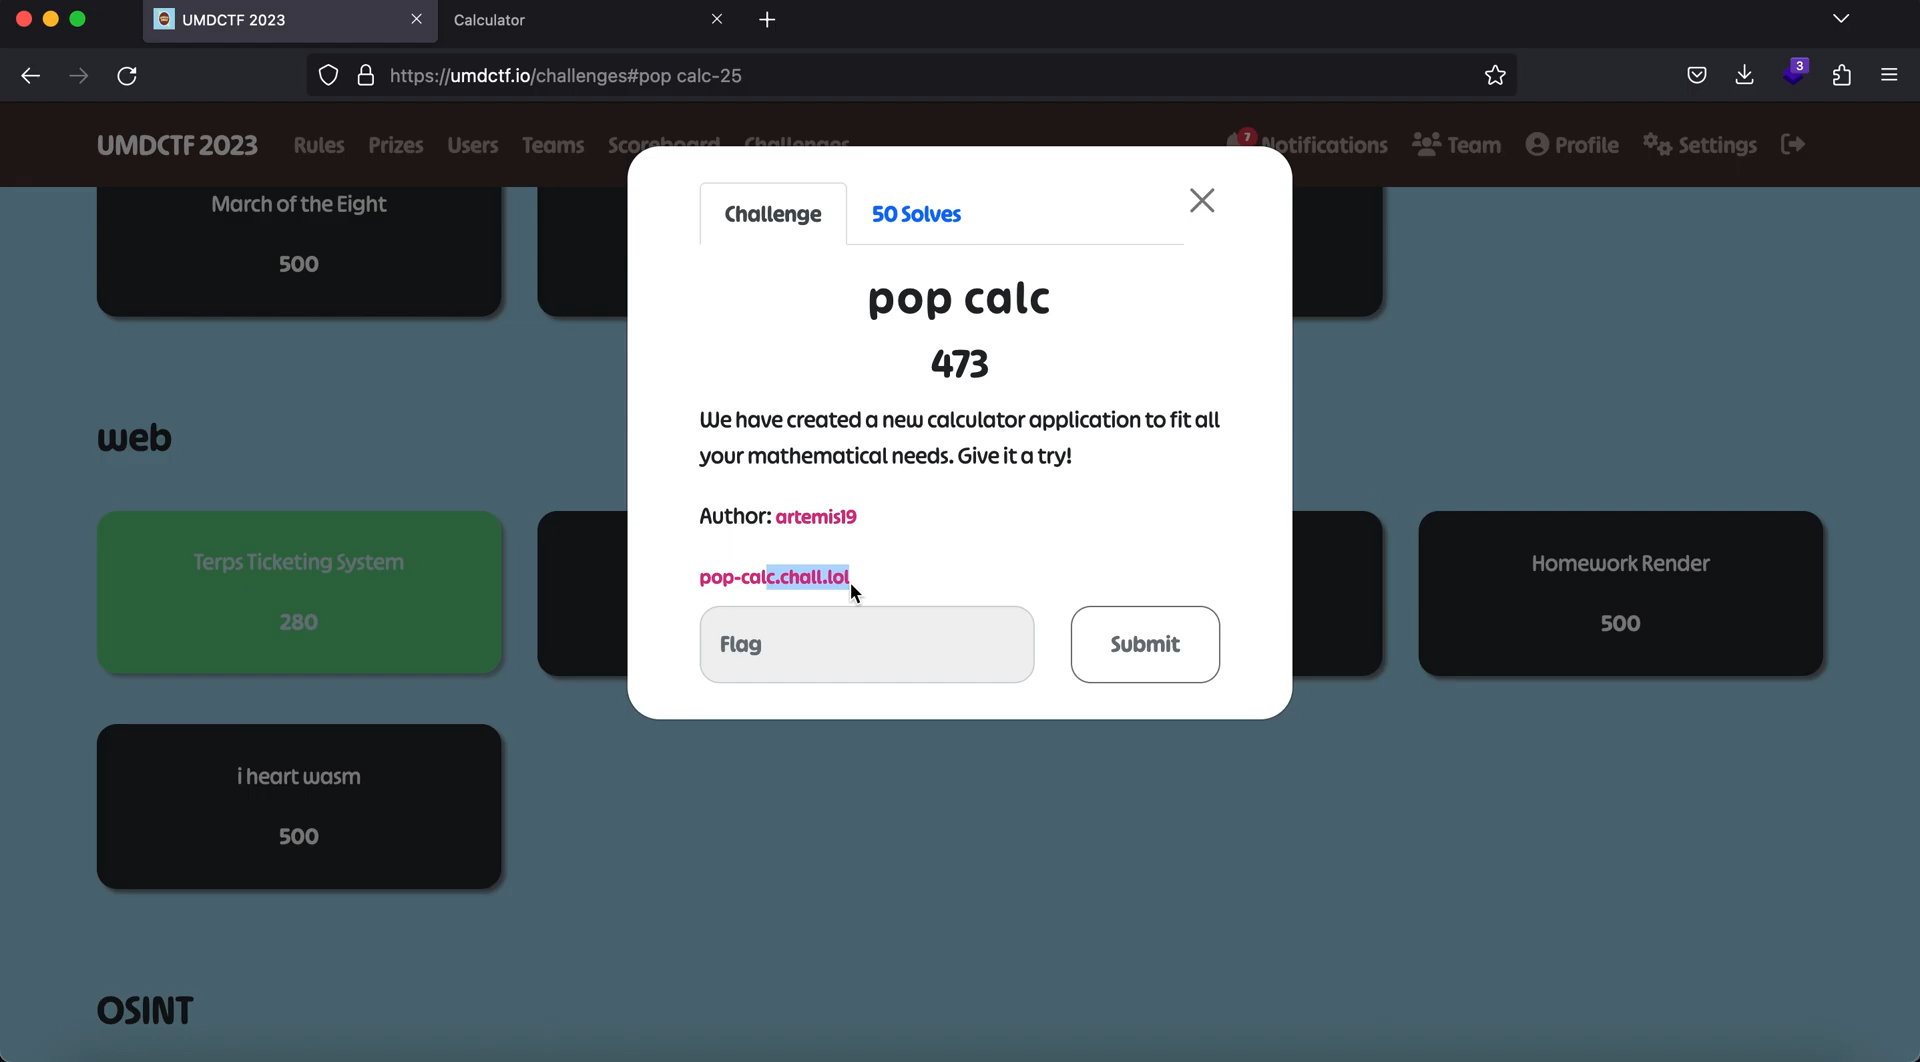 UMDCTF 2023
Calculator
https://umdctf.io/challenges#pop calc-25
3
UMDCTF 2023 Rules Prizes Users Teams Scoreboard Challenges
7 Notifications Team Profile Settings
March of the Eight
500
Challenge
50 Solves
pop calc
473
We have created a new calculator application to fit all
your mathematical needs. Give it a try!
Author: artemis19
pop-calc.chall.lol
Flag
Submit
web
Terps Ticketing System
280
Homework Render
500
i heart wasm
500
OSINT